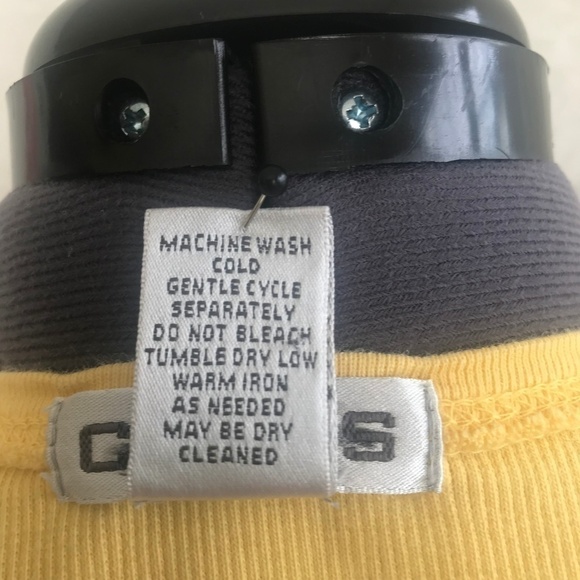 MACHINE WASH
COLD
GENTLE CYCLE
SEPARATELY
DO NOT BLEACH
TUMBLE DRY LOW
WARM IRON
AS NEEDED
MAY BE DRY
CLEANED